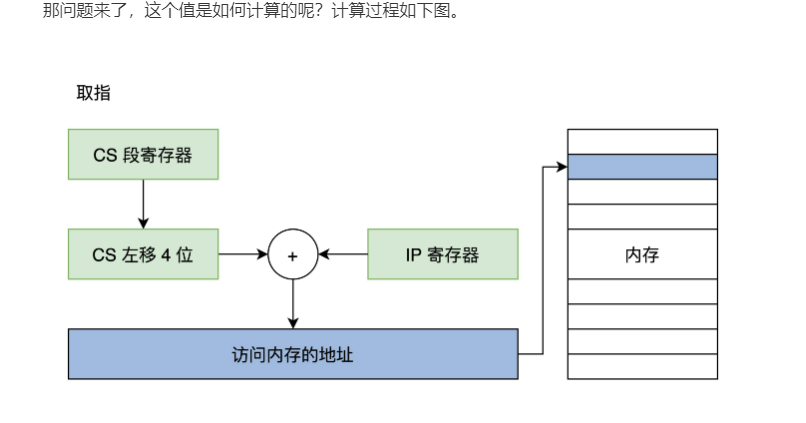 那问题来了，这个值是如何计算的呢？计算过程如下图。
取指
CS 段寄存器
CS 左移 4 位
+
IP 寄存器
内存
访问内存的地址